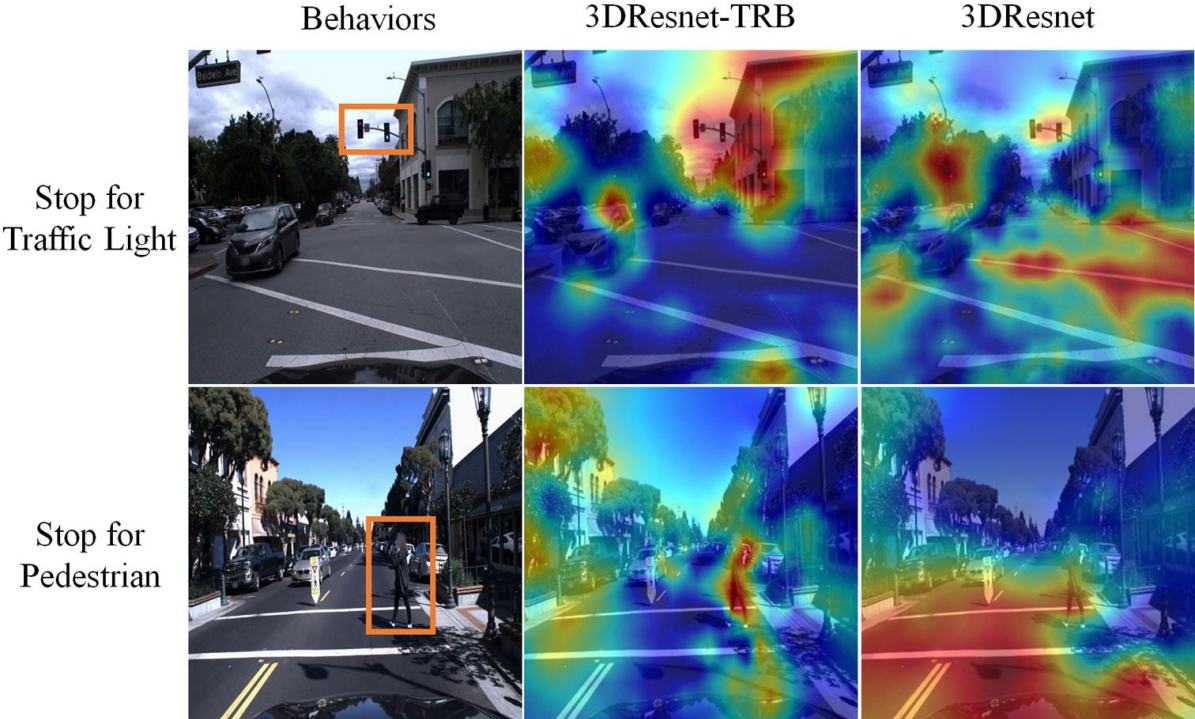 Behaviors
3DResnet-TRB
3DResnet
Baldwin Ave
Stop for
Traffic Light
Stop for
Pedestrian